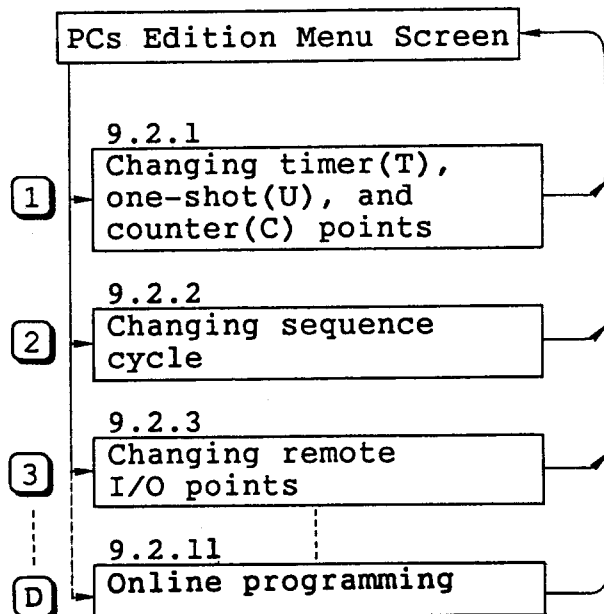 PCs Edition Menu Screen
9.2.1
1
Changing timer(T),
one-shot(U), and
counter(C) points
9.2.2
2
Changing sequence
cycle
9.2.3
3
Changing remote
I/O points
9.2.11
D
Online programming